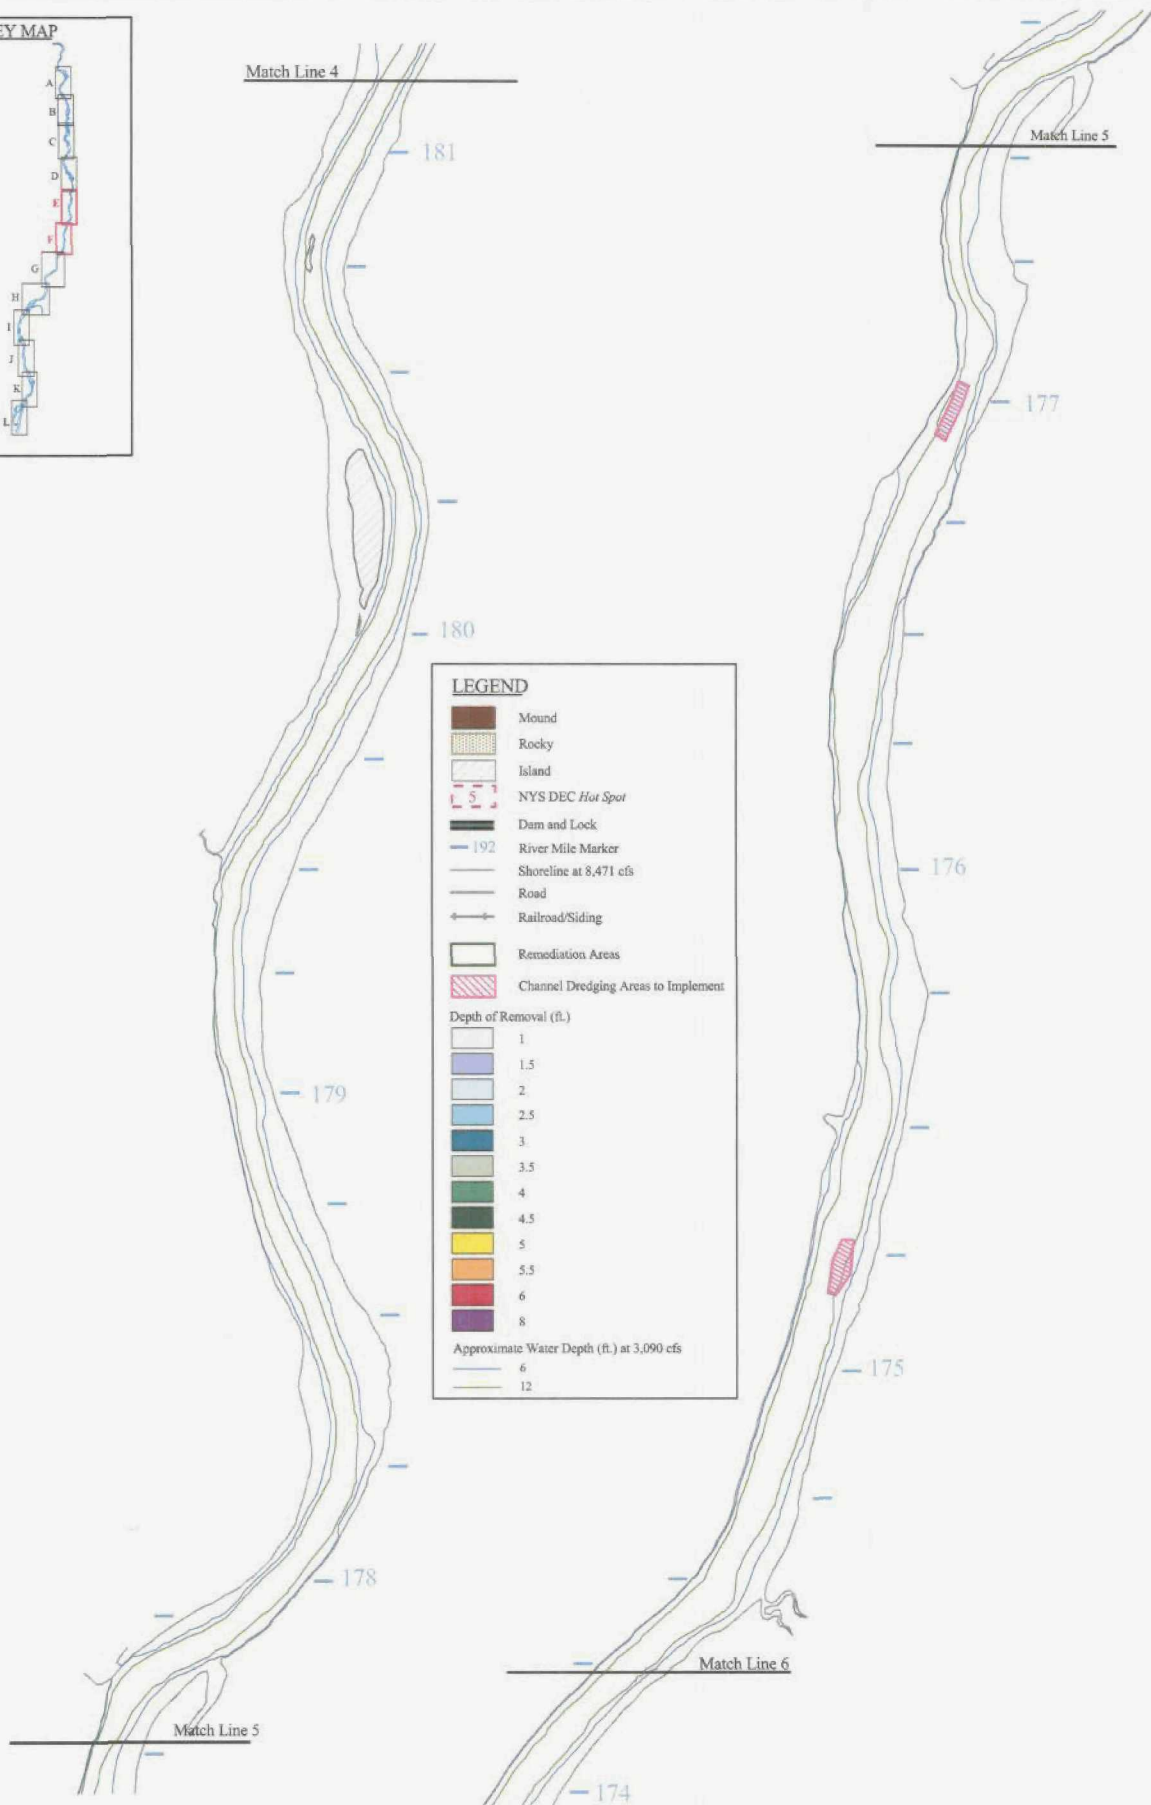 EY MAP
A
B
C
D
E
F
G
H
I
J
K
L
Match Line 4
181
180
179
178
Match Line 5
LEGEND
Mound
Rocky
Island
5 NYS DEC Hot Spot
Dam and Lock
192 River Mile Marker
Shoreline at 8,471 cfs
Road
Railroad/Siding
Remediation Areas
Channel Dredging Areas to Implement
Depth of Removal (ft.)
1
1.5
2
2.5
3
3.5
4
4.5
5
5.5
6
8
Approximate Water Depth (ft.) at 3,090 cfs
6
12
Match Line 5
177
176
175
Match Line 6
174